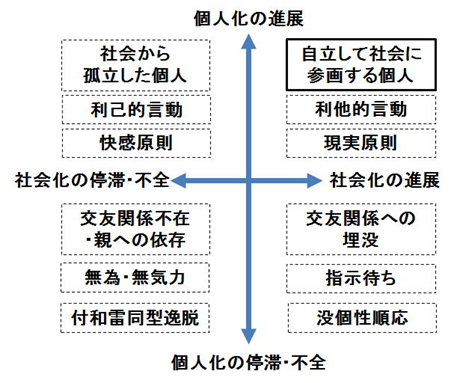 個人化の進展
社会から
孤立した個人
自立して社会に
参画する個人
利己的言動
利他的言動
快感原則
現実原則
社会化の停滞・不全
社会化の進展
交友関係不在
・親への依存
交友関係への
埋没
無為・無気力
指示待ち
付和雷同型逸脱
没個性順応
個人化の停滞・不全